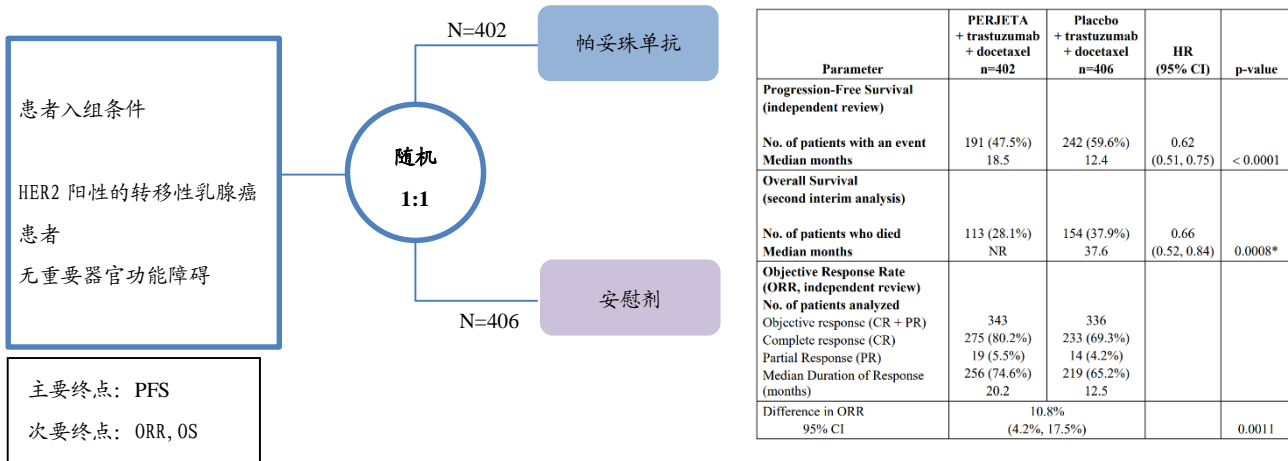 患者入组条件
HER2 阳性的转移性乳腺癌
患者
无重要器官功能障碍
主要终点: PFS
次要终点: ORR, OS
随机
1:1
N=402
帕妥珠单抗
N=406
安慰剂
Parameter
PERJETA
+ trastuzumab
+ docetaxel
n=402
Placebo
+ trastuzumab
+ docetaxel
n=406
HR
(95% CI)
p-value
Progression-Free Survival
(independent review)
No. of patients with an event 191 (47.5%) 242 (59.6%) 0.62
Median months 18.5 12.4 (0.51, 0.75) < 0.0001
Overall Survival
(second interim analysis)
No. of patients who died 113 (28.1%) 154 (37.9%) 0.66
Median months NR 37.6 (0.52, 0.84) 0.0008*
Objective Response Rate
(ORR, independent review)
No. of patients analyzed
Objective response (CR + PR) 343 336
Complete response (CR) 275 (80.2%) 233 (69.3%)
Partial Response (PR) 19 (5.5%) 14 (4.2%)
Median Duration of Response 256 (74.6%) 219 (65.2%)
(months) 20.2 12.5
Difference in ORR 10.8%
95% CI (4.2%, 17.5%) 0.0011